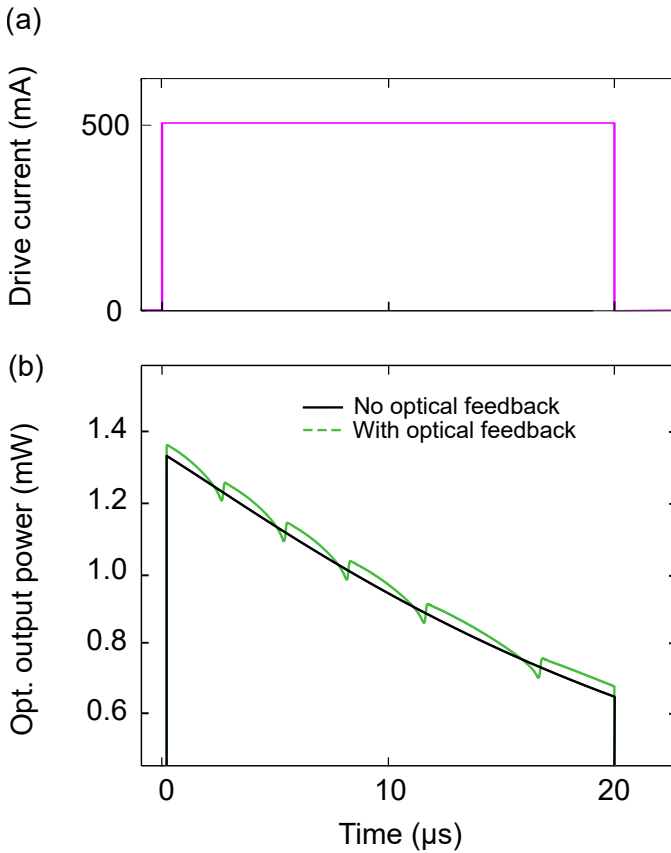 (a)
Drive current (mA)
500
0
(b)
Opt. output power (mW)
No optical feedback
With optical feedback
1.4
1.2
1.0
0.8
0.6
0
10
20
Time (μs)